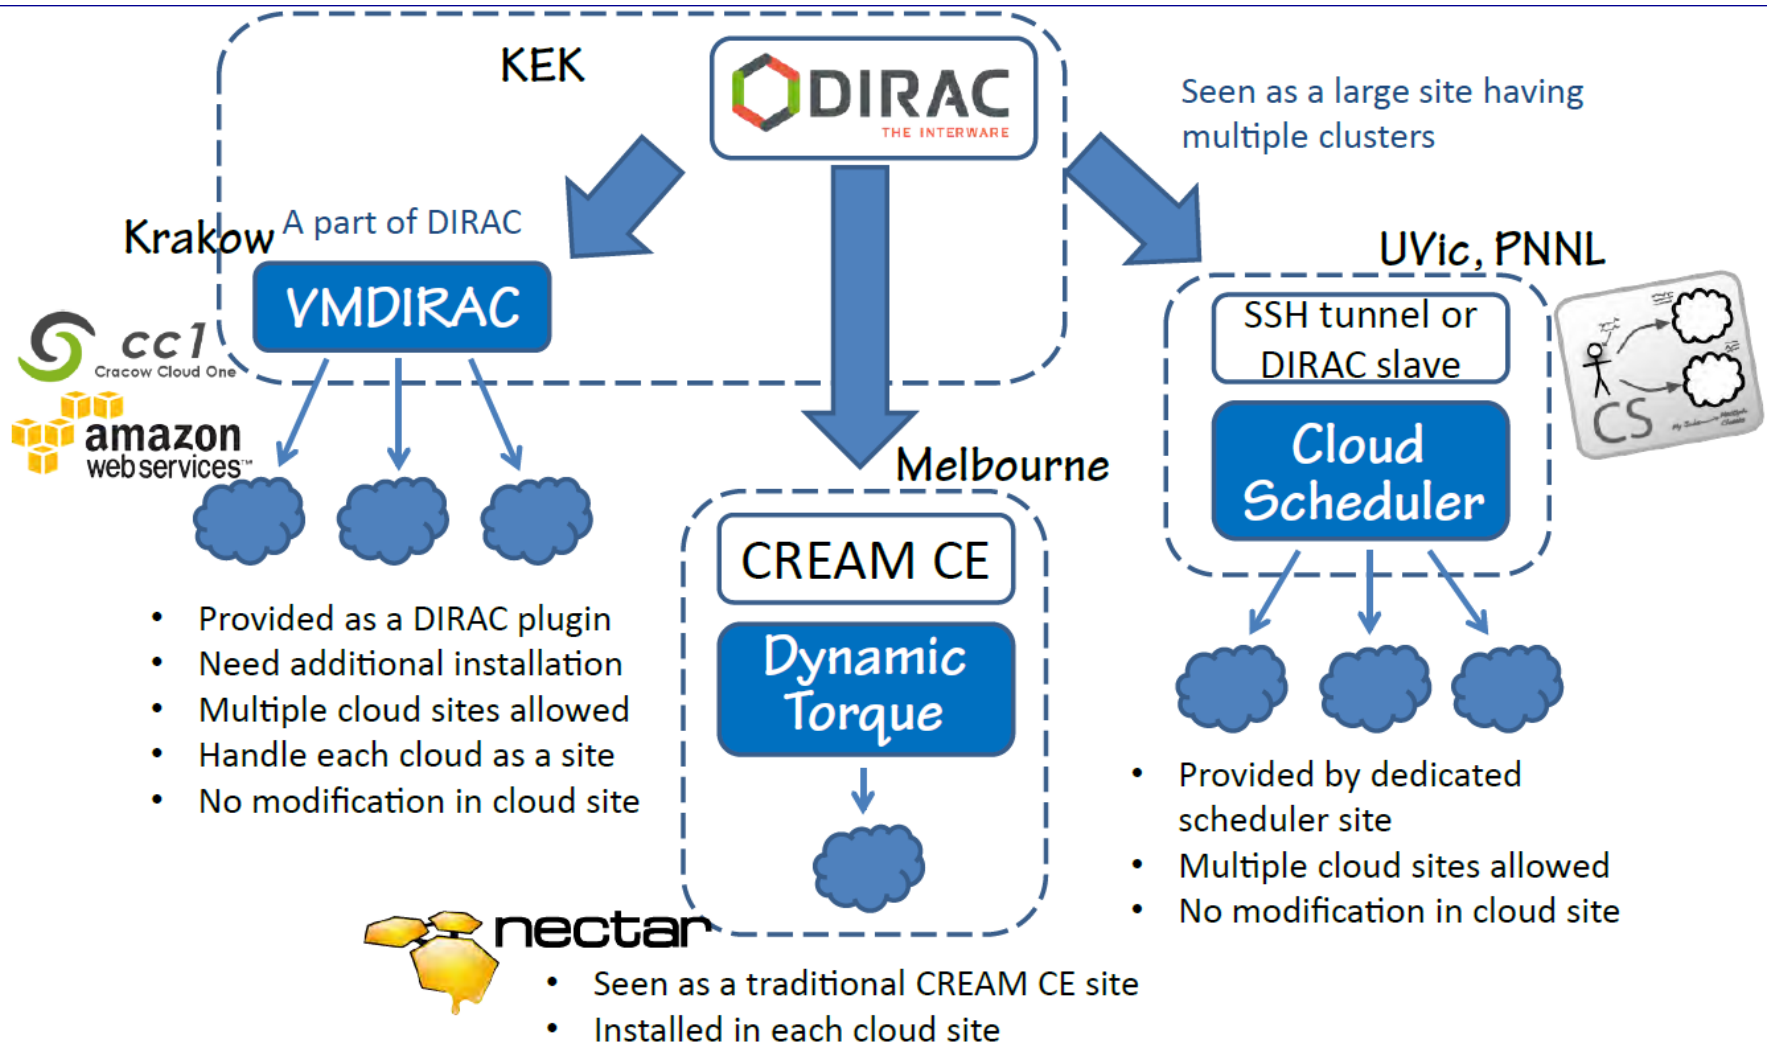 KEK
DIRAC
THE INTERWARE
Seen as a large site having
multiple clusters
Krakow
A part of DIRAC
VMDIRAC
cc1
Cracow Cloud One
amazon
web services™
UVic, PNNL
SSH tunnel or
DIRAC slave
Cloud
Scheduler
CS
Melbourne
CREAM CE
Dynamic
Torque
• Provided as a DIRAC plugin
• Need additional installation
• Multiple cloud sites allowed
• Handle each cloud as a site
• No modification in cloud site
• Provided by dedicated
scheduler site
• Multiple cloud sites allowed
• No modification in cloud site
nectar
• Seen as a traditional CREAM CE site
• Installed in each cloud site